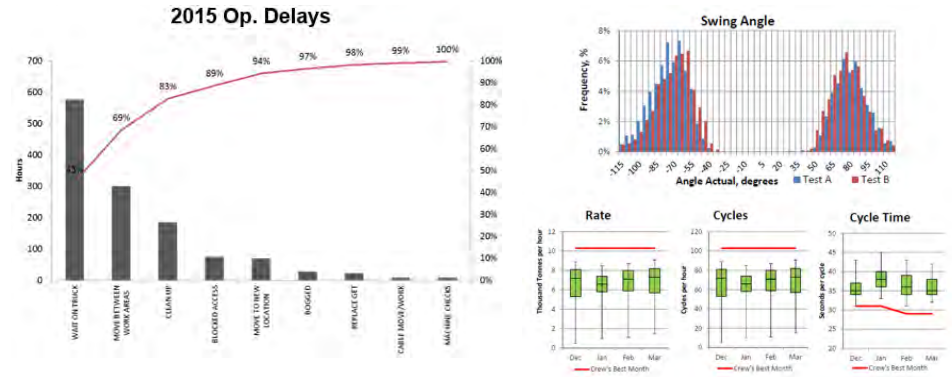 2015 Op. Delays
700
600
500
400
300
200
100
0
Hours
69%
83%
89%
94%
97%
98%
99%
100%
100%
90%
80%
70%
60%
50%
40%
30%
20%
10%
0%
WAIT ON TRUCK
MOVE BETWEEN
WORK AREAS
CLEAN UP
BLOCKED ACCESS
MOVE TO NEW
LOCATION
BOGGED
REPLACE GET
CABLE MOVE/WORK
MACHINE CHECKS
Swing Angle
8%
6%
4%
2%
0%
Frequency, %
-115
-100
-85
-70
-55
-40
-25
-10
5
20
35
50
65
80
95
110
Angle Actual, degrees
Test A
Test B
Rate
12
10
8
6
4
2
0
Thousand Tonnes per hour
Dec
Jan
Feb
Mar
Crew's Best Month
Cycles
120
100
80
60
40
20
0
Cycles per hour
Dec
Jan
Feb
Mar
Crew's Best Month
Cycle Time
45
40
35
30
25
20
Seconds per cycle
Dec
Jan
Feb
Mar
Crew's Best Month